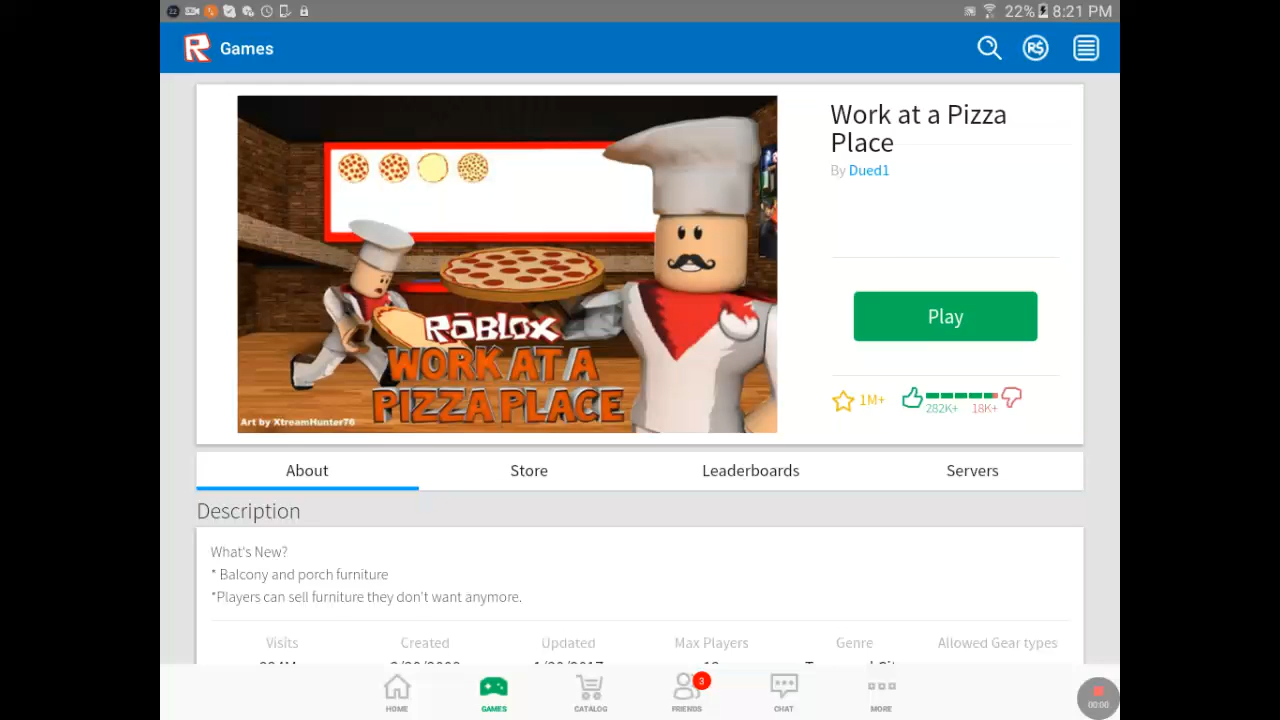 22% 8:21 PM
Games
R$
Work at a Pizza
Place
By Dued1
ROBLOX
WORK AT A
PIZZA PLACE
Art by XtreamHunter76
Play
1M+ 282K+ 18K+
About Store Leaderboards Servers
Description
What's New?
* Balcony and porch furniture
*Players can sell furniture they don't want anymore.
Visits Created Updated Max Players Genre Allowed Gear types
3
HOME GAMES CATALOG FRIENDS CHAT MORE
00:00